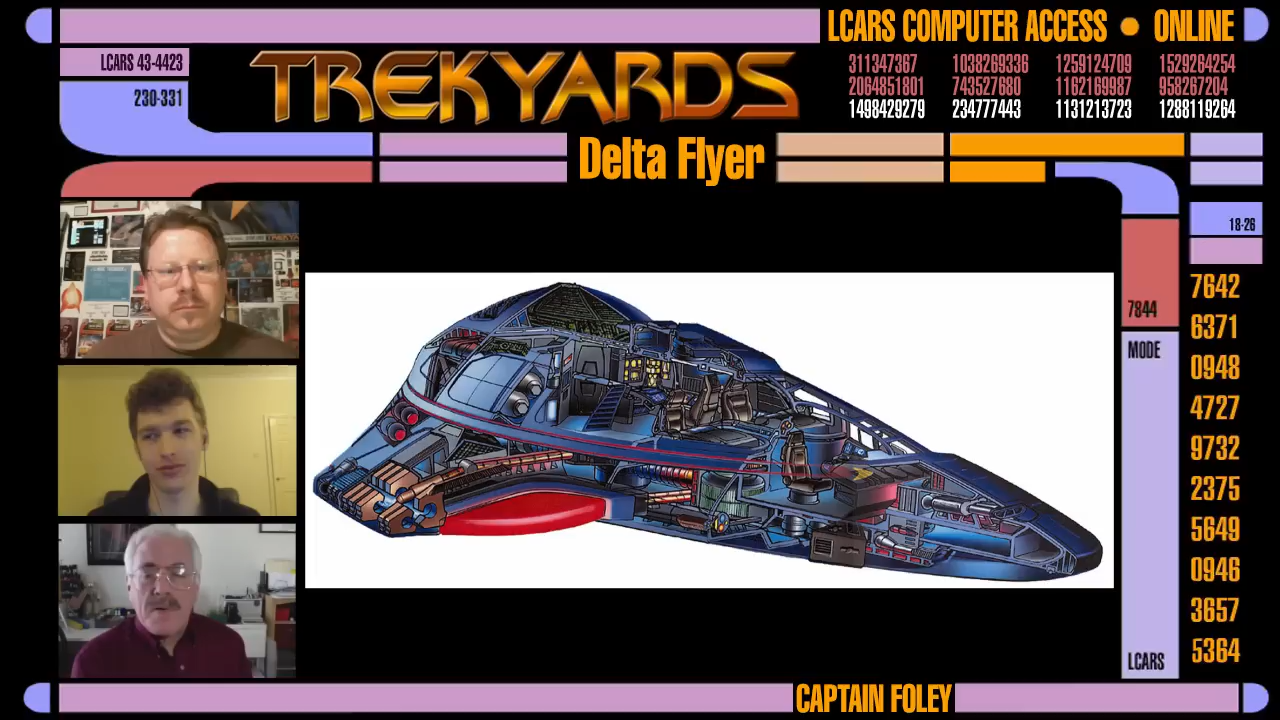 LCARS COMPUTER ACCESS • ONLINE
LCARS 43-4423
TREKYARDS
311347367 1038269336 1259124709 1529264254
230-331
2064851801 743527680 1162169987 958267204
1498429279 234777443 1131213723 1288119264
Delta Flyer
18-26
7844
7642
6371
MODE
0948
4727
9732
2375
5649
0946
3657
LCARS
5364
CAPTAIN FOLEY